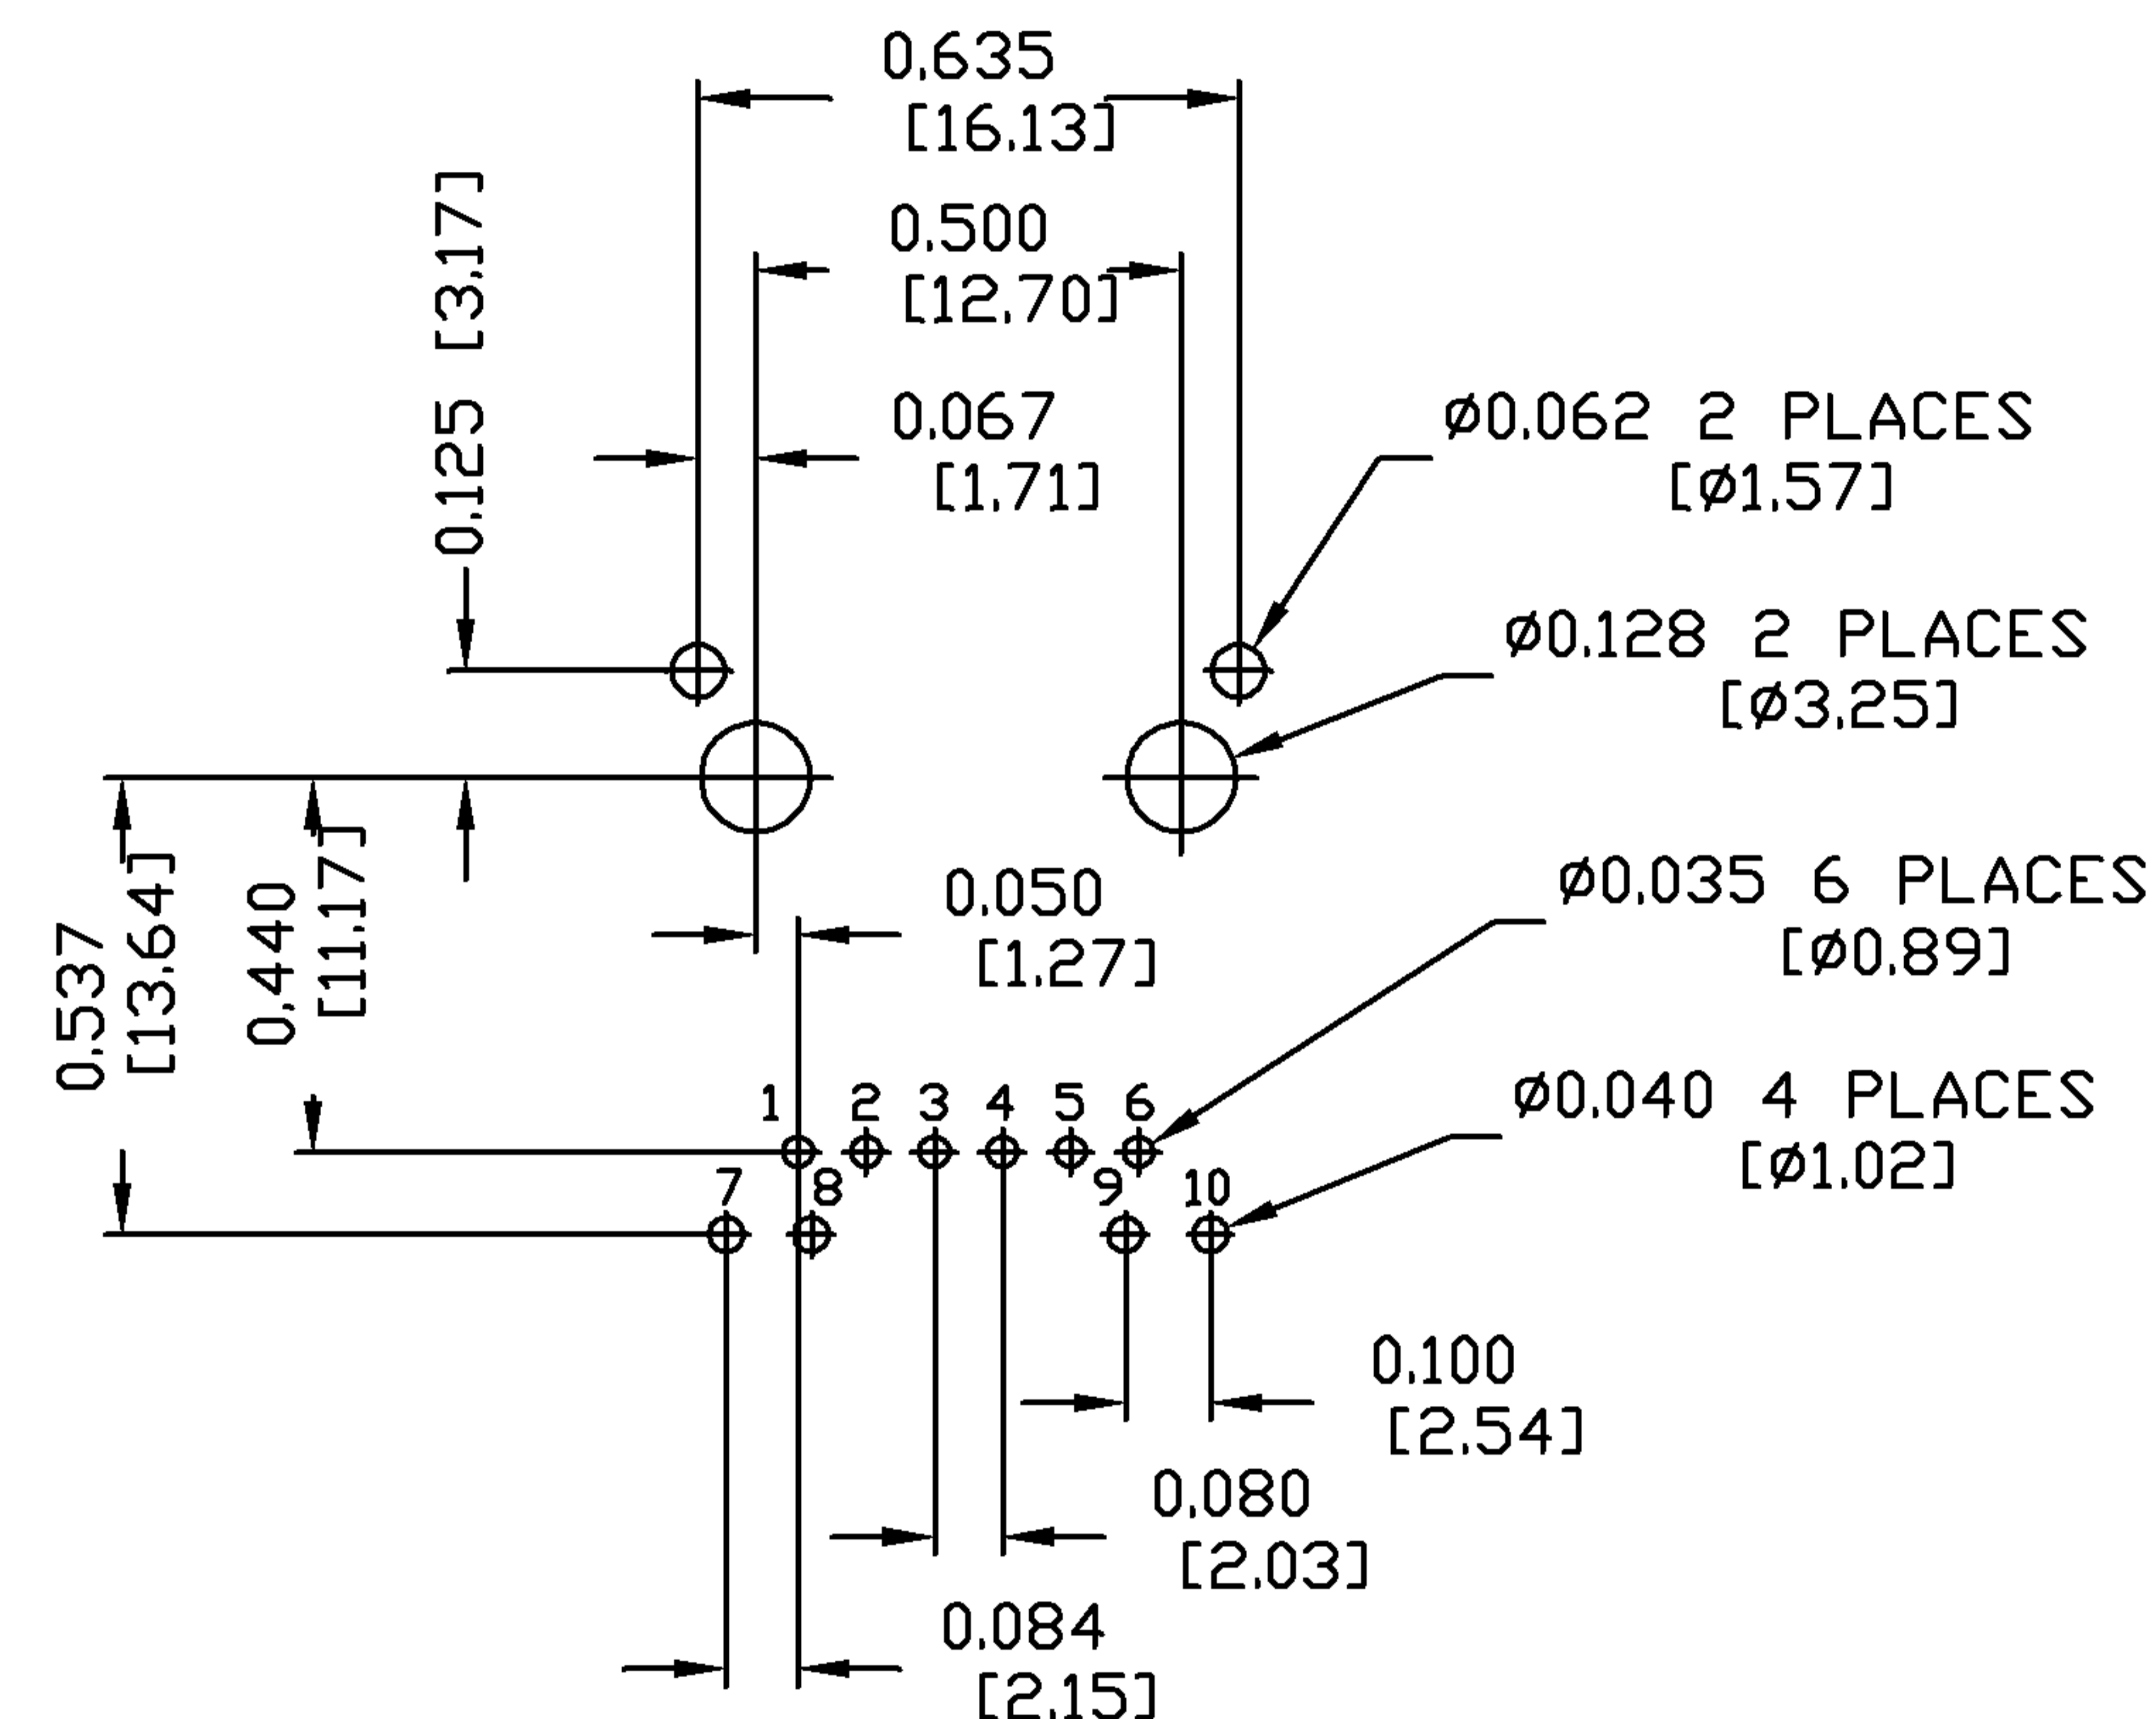 0.635
[16.13]
0.500
[12.70]
0.067
[1.71]
0.125 [3.17]
Ø0.062 2 PLACES
[Ø1.57]
Ø0.128 2 PLACES
[Ø3.25]
0.537
[13.64]
0.440
[11.17]
0.050
[1.27]
Ø0.035 6 PLACES
[Ø0.89]
Ø0.040 4 PLACES
[Ø1.02]
1 2 3 4 5 6
7 8 9 10
0.100
[2.54]
0.080
[2.03]
0.084
[2.15]